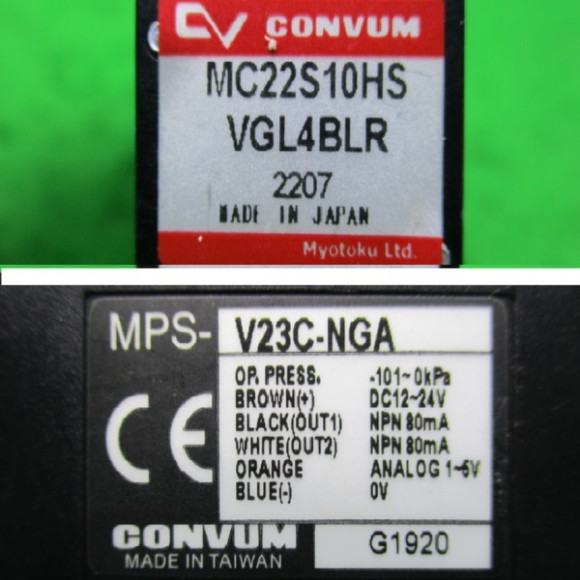 CV CONVUM
MC22S10HS
VGL4BLR
2207
MADE IN JAPAN
Myotoku Ltd.
MPS- V23C-NGA
OP. PRESS. -101~0kPa
BROWN(+) DC12~24V
BLACK(OUT1) NPN 80mA
WHITE(OUT2) NPN 80mA
ORANGE ANALOG 1~5V
BLUE(-) 0V
CE
CONVUM
MADE IN TAIWAN
G1920